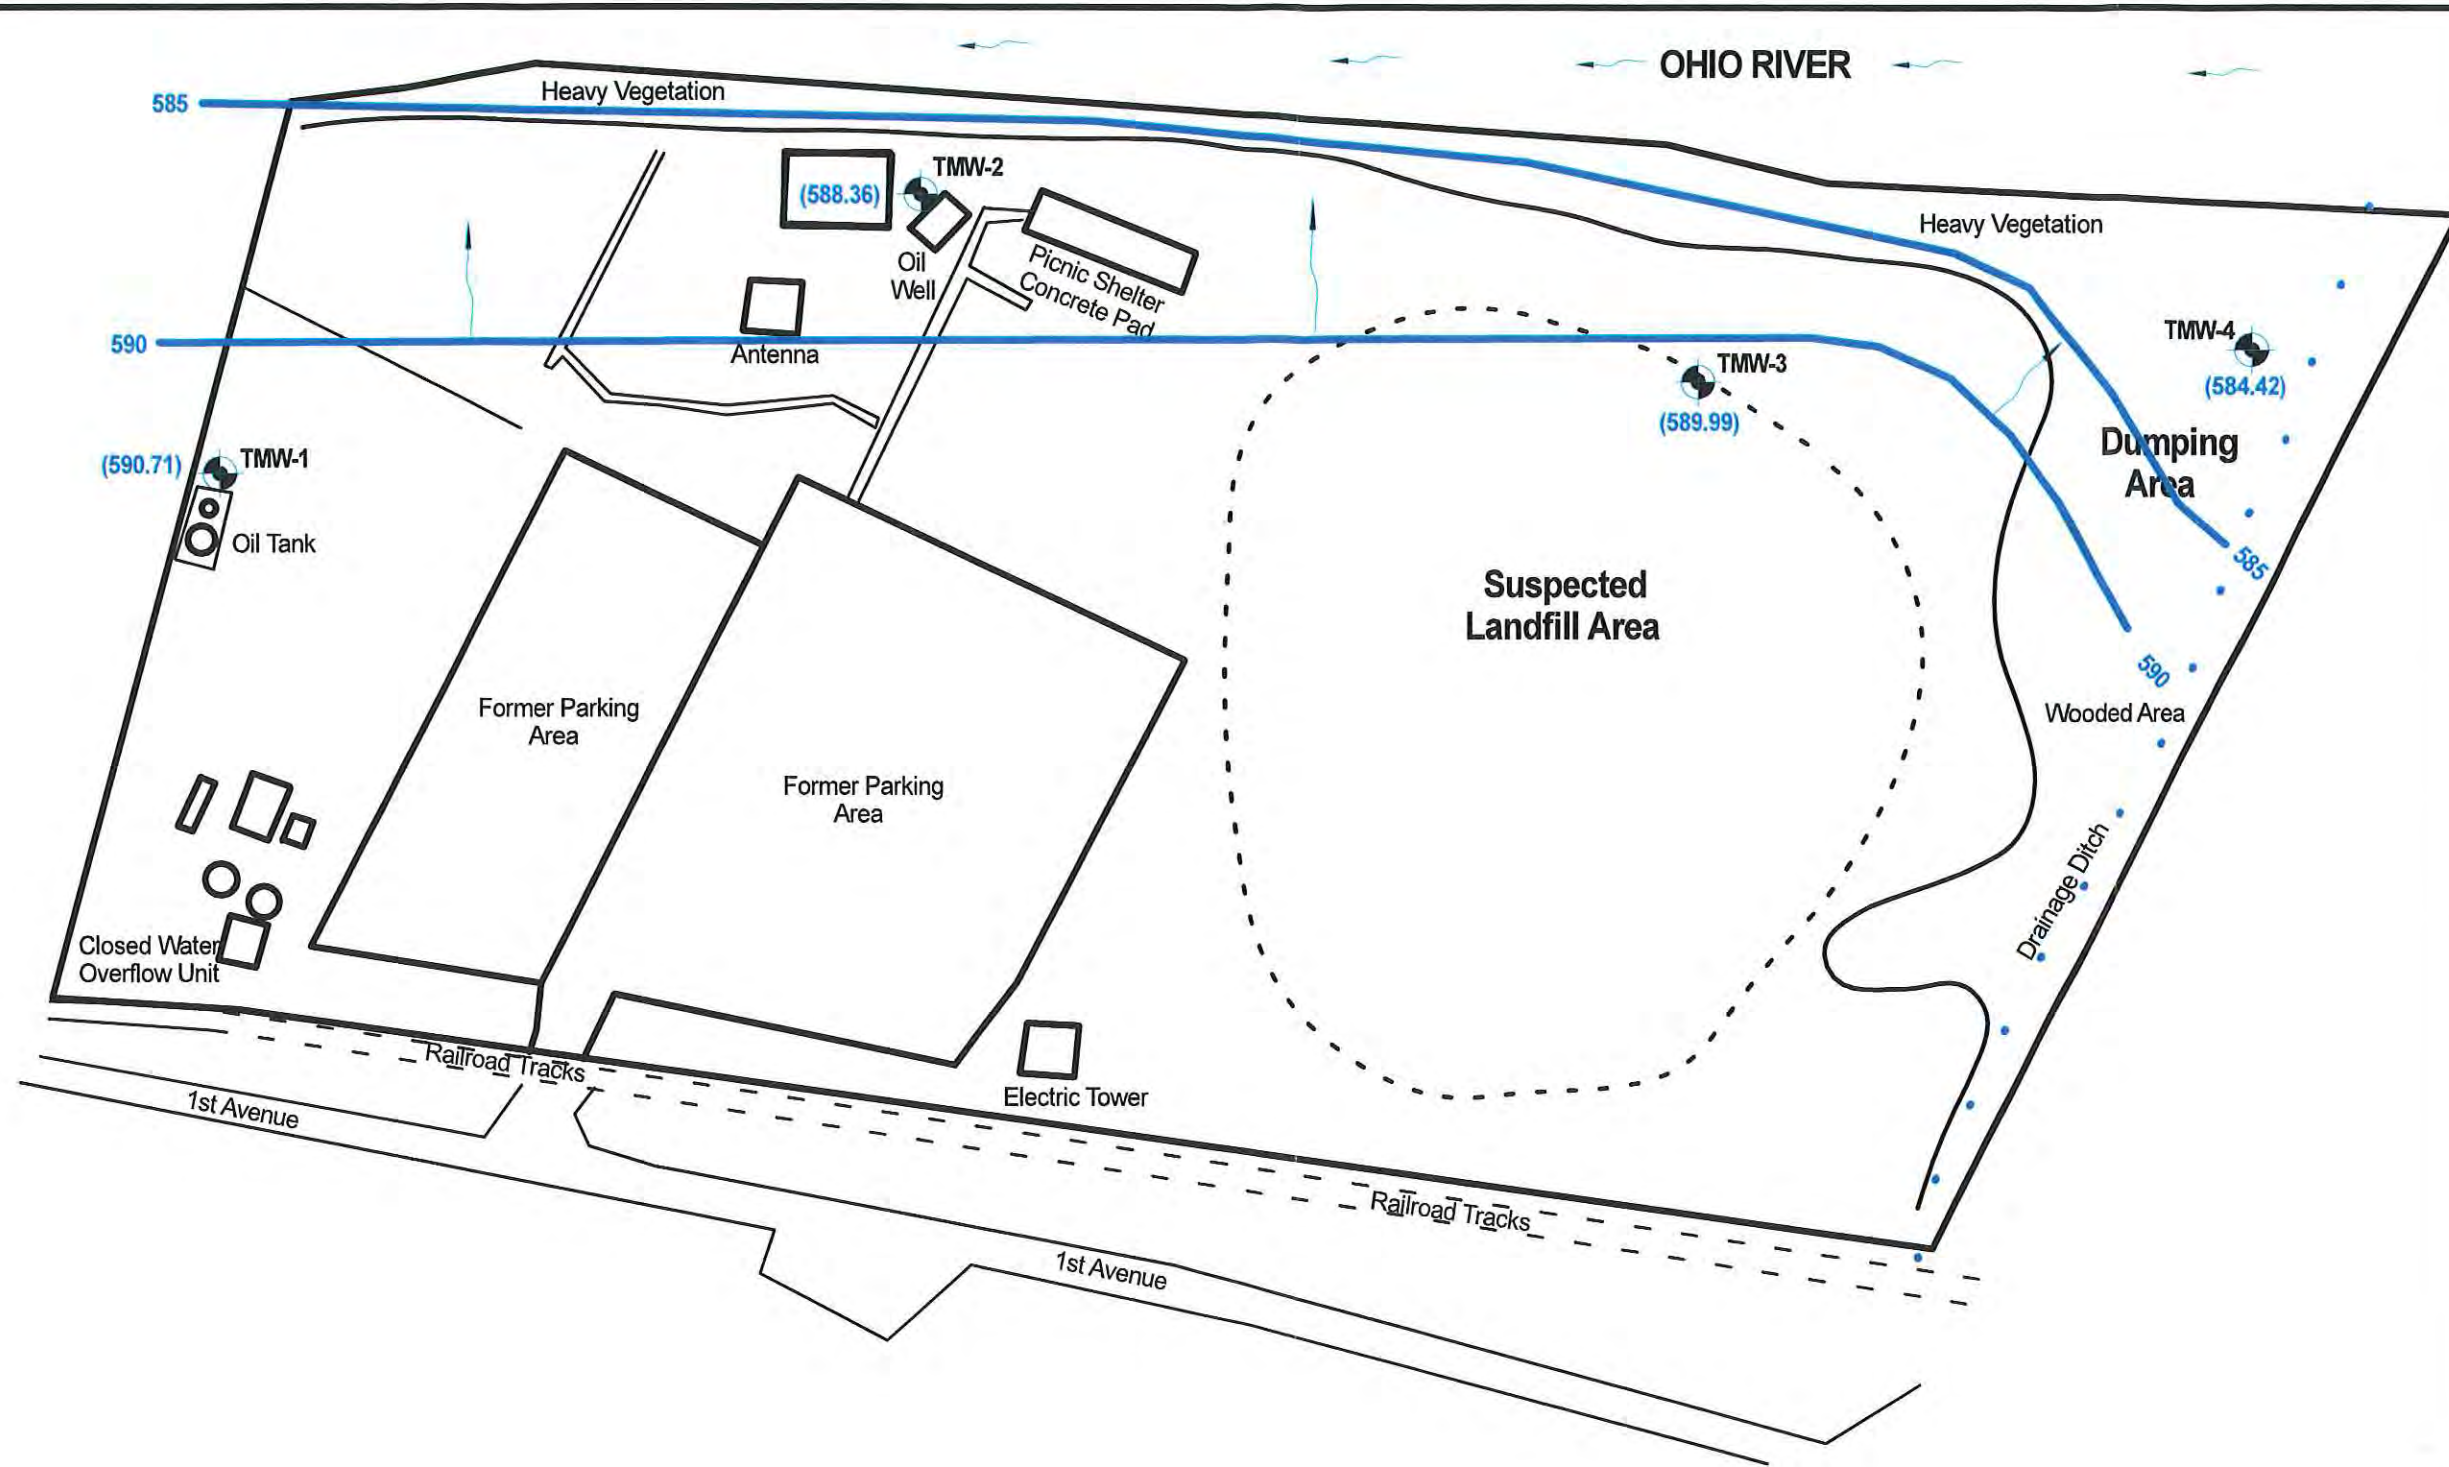 OHIO RIVER
Heavy Vegetation
585
TMW-2
(588.36)
Heavy Vegetation
Oil
Well
Picnic Shelter
Concrete Pad
TMW-4
590
Antenna
TMW-3
(584.42)
(589.99)
Dumping
Area
(590.71)
TMW-1
Oil Tank
585
Suspected
Landfill Area
590
Wooded Area
Former Parking
Area
Former Parking
Area
Drainage Ditch
Closed Water
Overflow Unit
Railroad Tracks
Electric Tower
1st Avenue
Railroad Tracks
1st Avenue